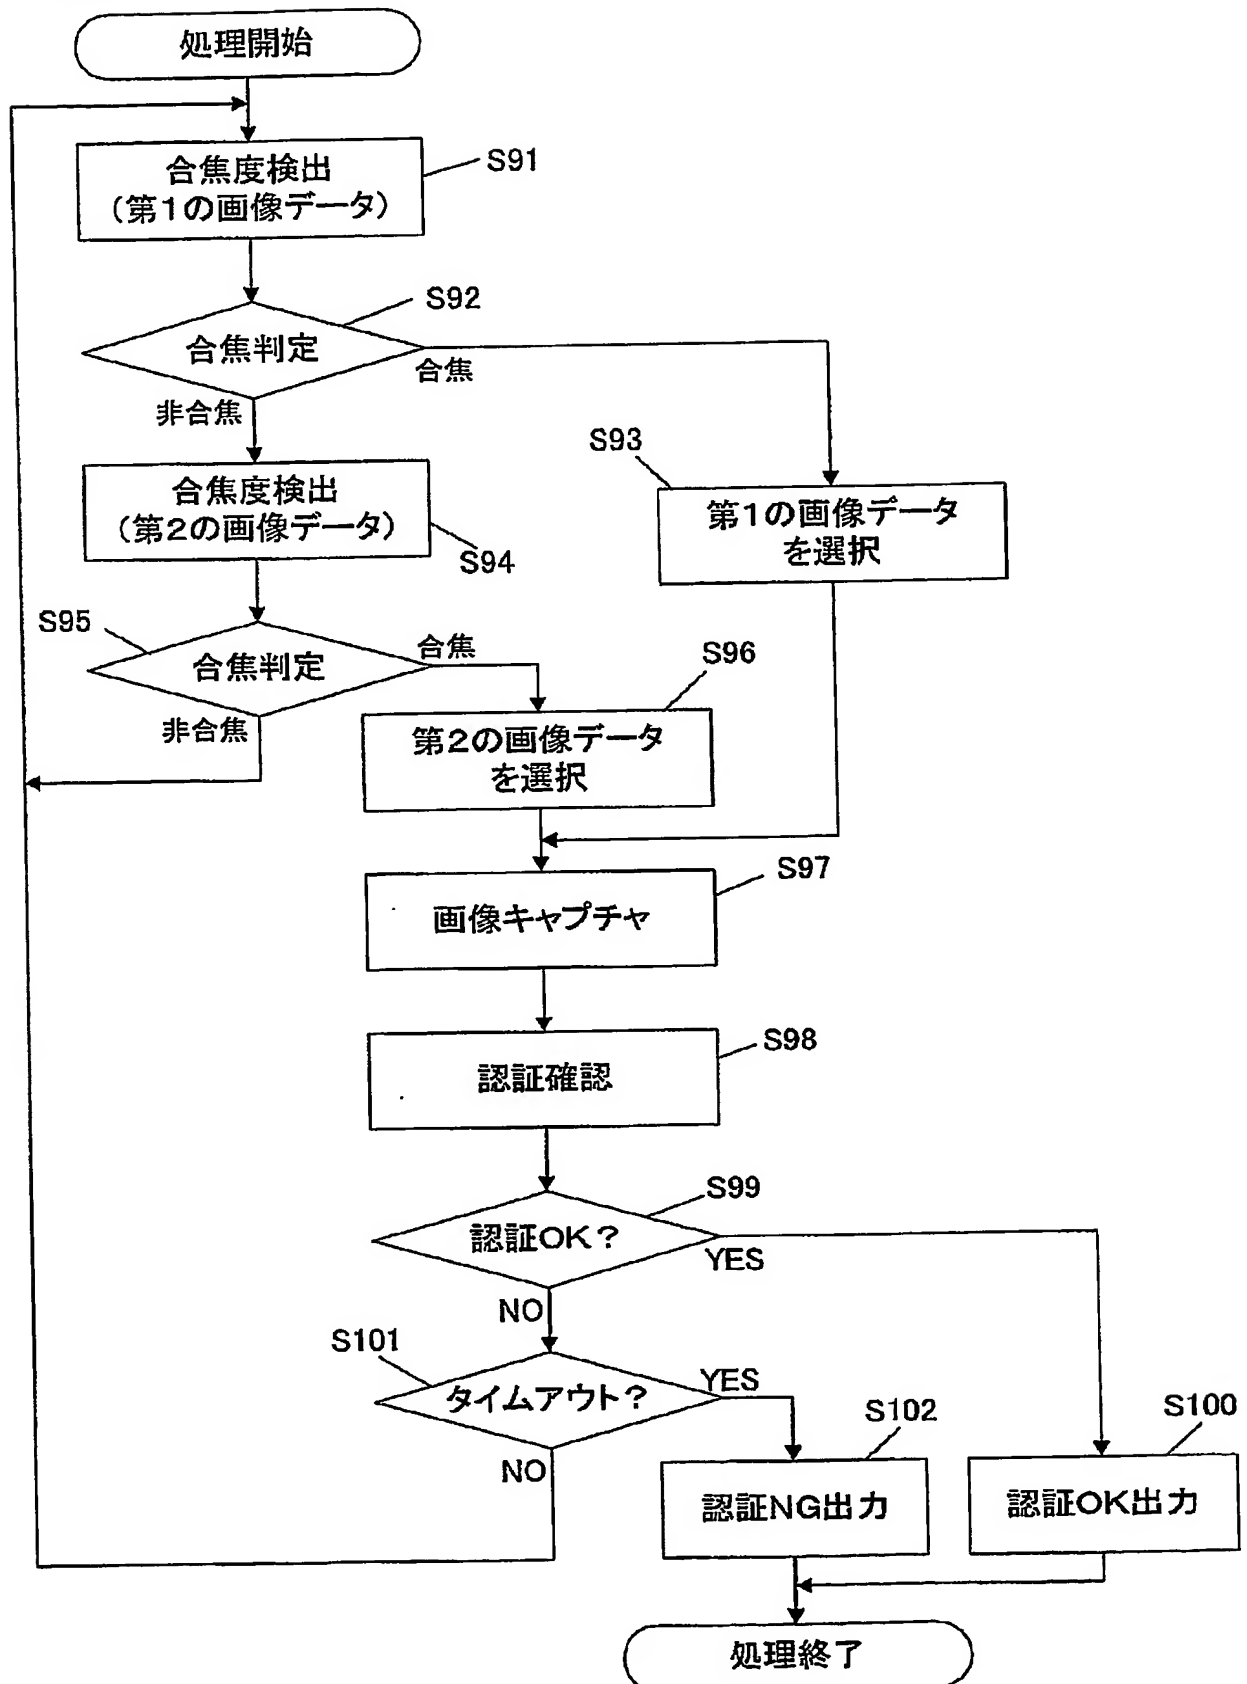 処理開始
合焦度検出
(第1の画像データ)
S91
合焦判定
S92
合焦
非合焦
S93
第1の画像データ
を選択
合焦度検出
(第2の画像データ)
S94
S95
合焦判定
合焦
非合焦
S96
第2の画像データ
を選択
画像キャプチャ
S97
認証確認
S98
認証OK?
S99
YES
NO
S101
タイムアウト?
YES
NO
S102
認証NG出力
S100
認証OK出力
処理終了